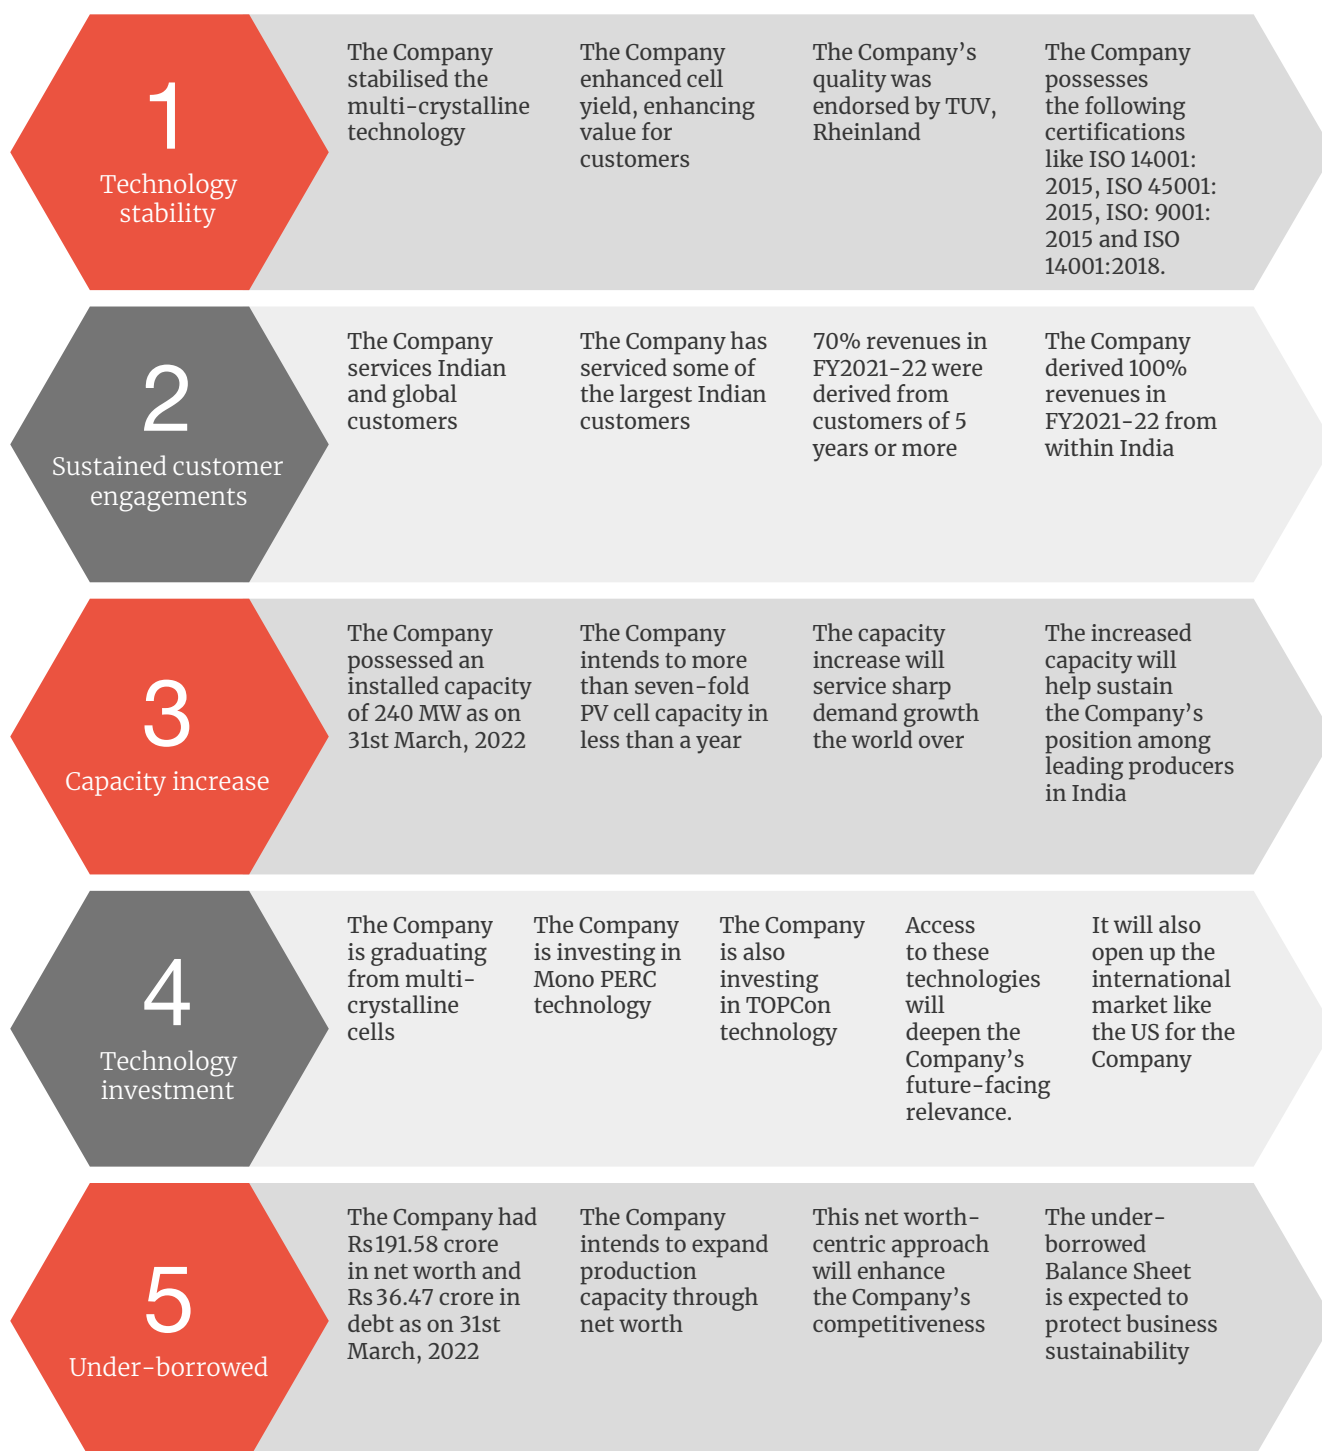 1
Technology
stability
The Company
stabilised the
multi-crystalline
technology
The Company
enhanced cell
yield, enhancing
value for
customers
The Company’s
quality was
endorsed by TUV,
Rheinland
The Company
possesses
the following
certifications
like ISO 14001:
2015, ISO 45001:
2015, ISO: 9001:
2015 and ISO
14001:2018.
2
Sustained customer
engagements
The Company
services Indian
and global
customers
The Company has
serviced some of
the largest Indian
customers
70% revenues in
FY2021-22 were
derived from
customers of 5
years or more
The Company
derived 100%
revenues in
FY2021-22 from
within India
3
Capacity increase
The Company
possessed an
installed capacity
of 240 MW as on
31st March, 2022
The Company
intends to more
than seven-fold
PV cell capacity in
less than a year
The capacity
increase will
service sharp
demand growth
the world over
The increased
capacity will
help sustain
the Company’s
position among
leading producers
in India
4
Technology
investment
The Company
is graduating
from multi-
crystalline
cells
The Company
is investing in
Mono PERC
technology
The Company
is also
investing
in TOPCon
technology
Access
to these
technologies
will
deepen the
Company’s
future-facing
relevance.
It will also
open up the
international
market like
the US for the
Company
5
Under-borrowed
The Company had
Rs 191.58 crore
in net worth and
Rs 36.47 crore in
debt as on 31st
March, 2022
The Company
intends to expand
production
capacity through
net worth
This net worth-
centric approach
will enhance
the Company’s
competitiveness
The under-
borrowed
Balance Sheet
is expected to
protect business
sustainability